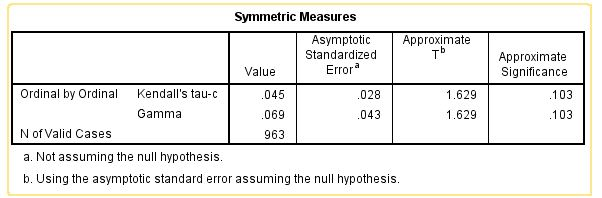 Symmetric Measures
Value
Asymptotic
Standardized
Error^a
Approximate
T^b
Approximate
Significance
Ordinal by Ordinal Kendall's tau-c .045 .028 1.629 .103
Gamma .069 .043 1.629 .103
N of Valid Cases 963
a. Not assuming the null hypothesis.
b. Using the asymptotic standard error assuming the null hypothesis.